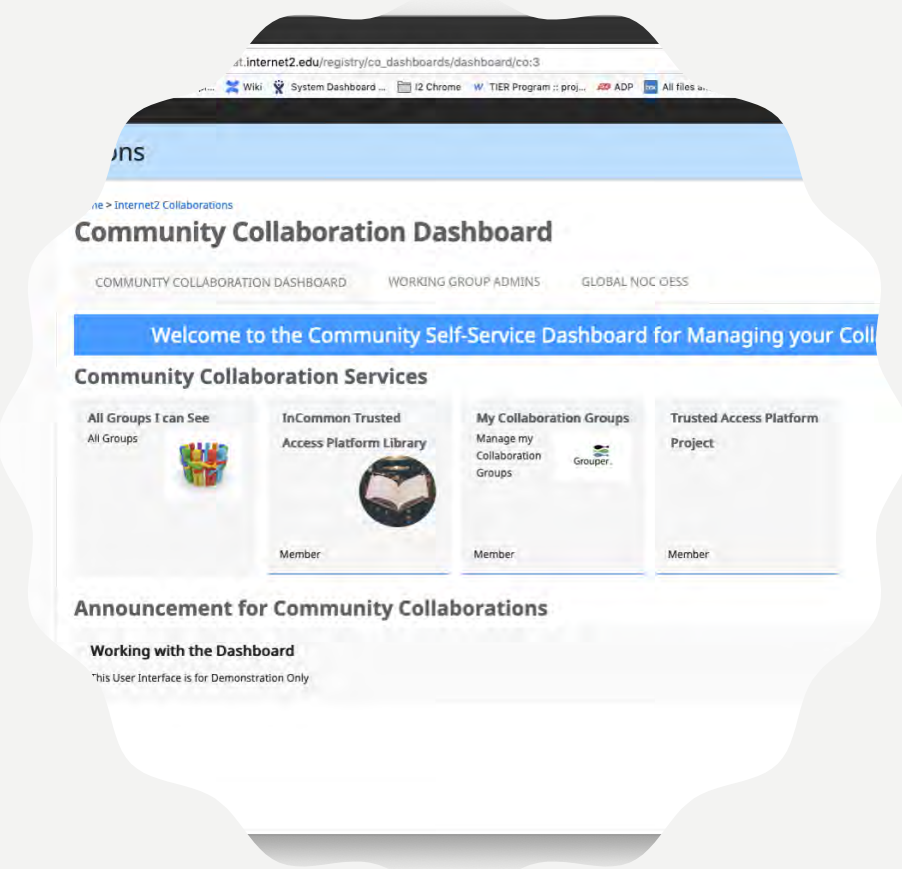 at.internet2.edu/registry/co_dashboards/dashboard/co:3
Wiki System Dashboard ... I2 Chrome TIER Program :: proj... ADP All files a
ons
me > Internet2 Collaborations
Community Collaboration Dashboard
COMMUNITY COLLABORATION DASHBOARD WORKING GROUP ADMINS GLOBAL NOC OESS
Welcome to the Community Self-Service Dashboard for Managing your Coll
Community Collaboration Services
All Groups I can See
All Groups
InCommon Trusted
Access Platform Library
Member
My Collaboration Groups
Manage my
Collaboration
Groups
Grouper
Member
Trusted Access Platform
Project
Member
Announcement for Community Collaborations
Working with the Dashboard
This User Interface is for Demonstration Only